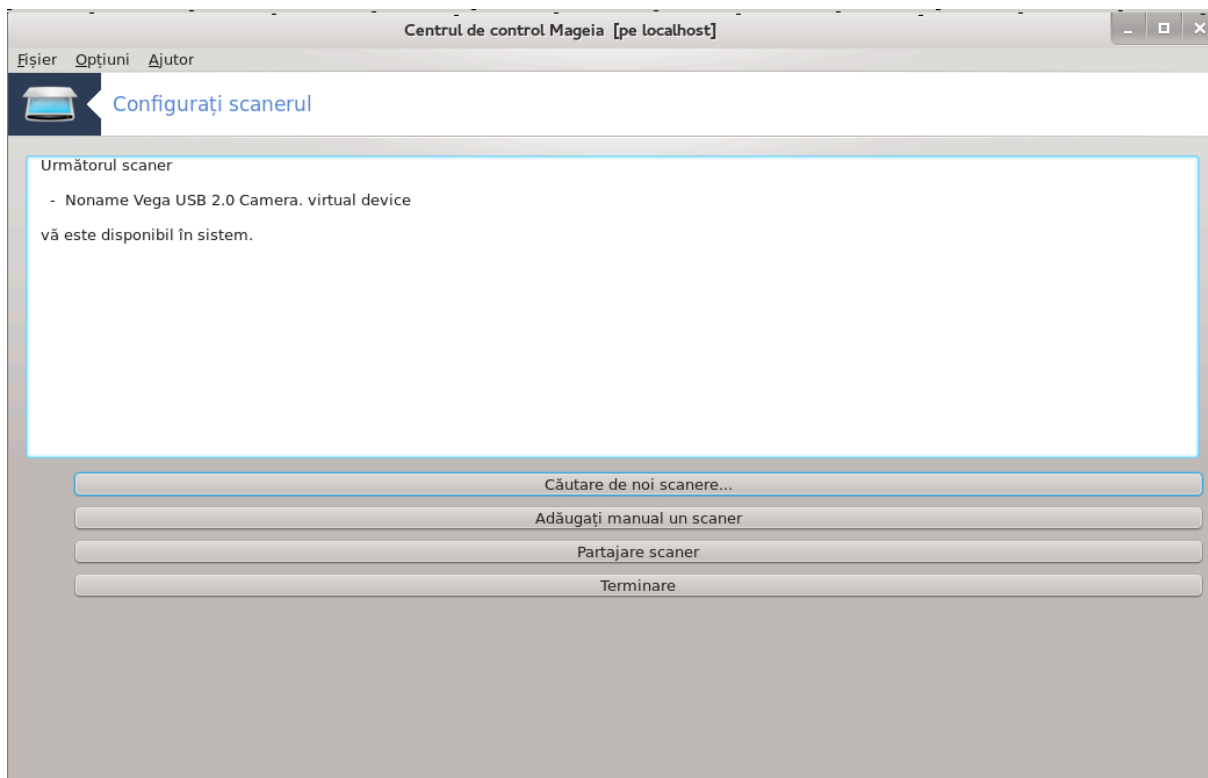 Centrul de control Mageia [pe localhost]
Fișier Opțiuni Ajutor
Configurați scanerul
Următorul scaner
- Noname Vega USB 2.0 Camera. virtual device
vă este disponibil în sistem.
Căutare de noi scanere...
Adăugați manual un scaner
Partajare scaner
Terminare